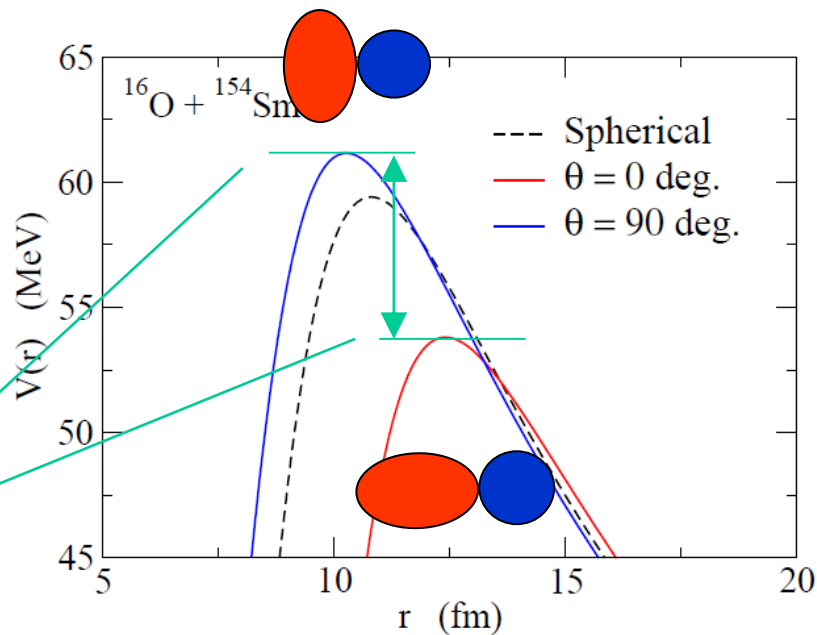 65
¹⁶O + ¹⁵⁴Sm
Spherical
θ = 0 deg.
θ = 90 deg.
60
55
50
45
V(r) (MeV)
5 10 15 20
r (fm)